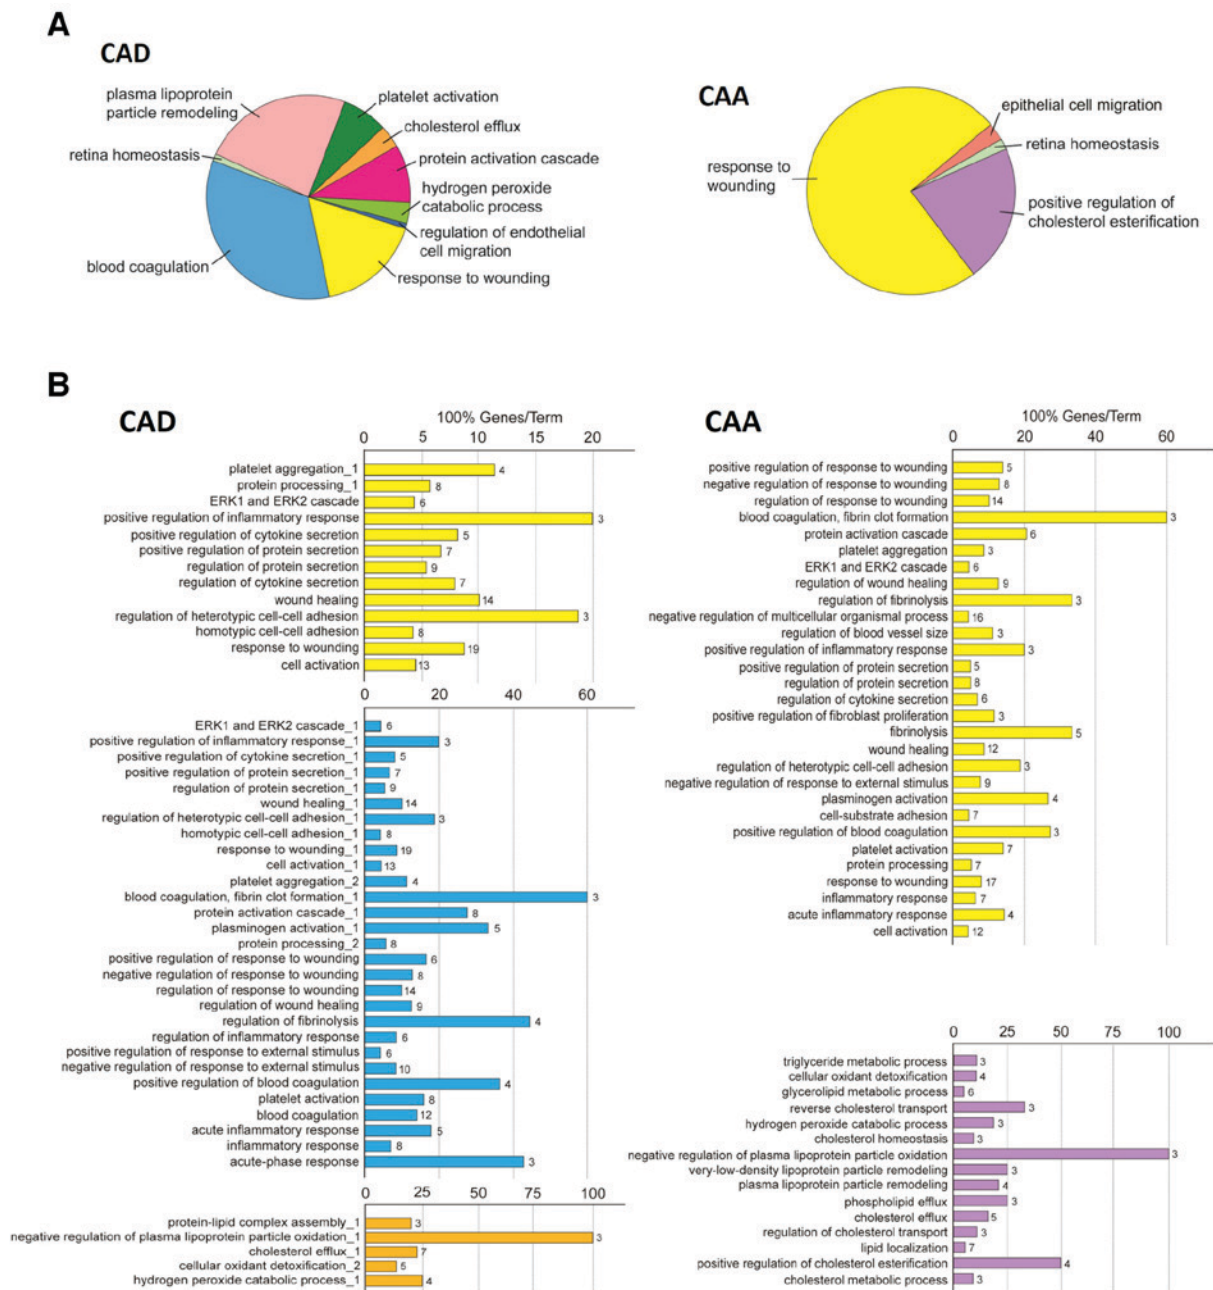 A
CAD
plasma lipoprotein
particle remodeling
platelet activation
cholesterol efflux
retina homeostasis
protein activation cascade
hydrogen peroxide
catabolic process
regulation of endothelial
cell migration
blood coagulation
response to wounding
CAA
epithelial cell migration
retina homeostasis
response to
wounding
positive regulation of
cholesterol esterification
B
CAD
100% Genes/Term
0 5 10 15 20
platelet aggregation_1 4
protein processing_1 8
ERK1 and ERK2 cascade 6
positive regulation of inflammatory response 3
positive regulation of cytokine secretion 5
positive regulation of protein secretion 7
regulation of protein secretion 9
regulation of cytokine secretion 7
wound healing 14
regulation of heterotypic cell-cell adhesion 3
homotypic cell-cell adhesion 8
response to wounding 19
cell activation 13
0 20 40 60
ERK1 and ERK2 cascade_1 6
positive regulation of inflammatory response_1 3
positive regulation of cytokine secretion_1 5
positive regulation of protein secretion_1 7
regulation of protein secretion_1 9
wound healing_1 14
regulation of heterotypic cell-cell adhesion_1 3
homotypic cell-cell adhesion_1 8
response to wounding_1 19
cell activation_1 13
platelet aggregation_2 4
blood coagulation, fibrin clot formation_1 3
protein activation cascade_1 8
plasminogen activation_1 5
protein processing_2 8
positive regulation of response to wounding 6
negative regulation of response to wounding 8
regulation of response to wounding 14
regulation of wound healing 9
regulation of fibrinolysis 4
regulation of inflammatory response 6
positive regulation of response to external stimulus 6
negative regulation of response to external stimulus 10
positive regulation of blood coagulation 4
platelet activation 8
blood coagulation 12
acute inflammatory response 5
inflammatory response 8
acute-phase response 3
0 25 50 75 100
protein-lipid complex assembly_1 3
negative regulation of plasma lipoprotein particle oxidation_1 3
cholesterol efflux_1 7
cellular oxidant detoxification_2 5
hydrogen peroxide catabolic process_1 4
CAA
100% Genes/Term
0 20 40 60
positive regulation of response to wounding 5
negative regulation of response to wounding 8
regulation of response to wounding 14
blood coagulation, fibrin clot formation 3
protein activation cascade 6
platelet aggregation 3
ERK1 and ERK2 cascade 6
regulation of wound healing 9
regulation of fibrinolysis 3
negative regulation of multicellular organismal process 16
regulation of blood vessel size 3
positive regulation of inflammatory response 3
positive regulation of protein secretion 5
regulation of protein secretion 8
regulation of cytokine secretion 6
positive regulation of fibroblast proliferation 3
fibrinolysis 5
wound healing 12
regulation of heterotypic cell-cell adhesion 3
negative regulation of response to external stimulus 9
plasminogen activation 4
cell-substrate adhesion 7
positive regulation of blood coagulation 3
platelet activation 7
protein processing 7
response to wounding 17
inflammatory response 7
acute inflammatory response 4
cell activation 12
0 25 50 75 100
triglyceride metabolic process 3
cellular oxidant detoxification 4
glycerolipid metabolic process 6
reverse cholesterol transport 3
hydrogen peroxide catabolic process 3
cholesterol homeostasis 3
negative regulation of plasma lipoprotein particle oxidation 3
very-low-density lipoprotein particle remodeling 3
plasma lipoprotein particle remodeling 4
phospholipid efflux 3
cholesterol efflux 5
regulation of cholesterol transport 3
lipid localization 7
positive regulation of cholesterol esterification 4
cholesterol metabolic process 3